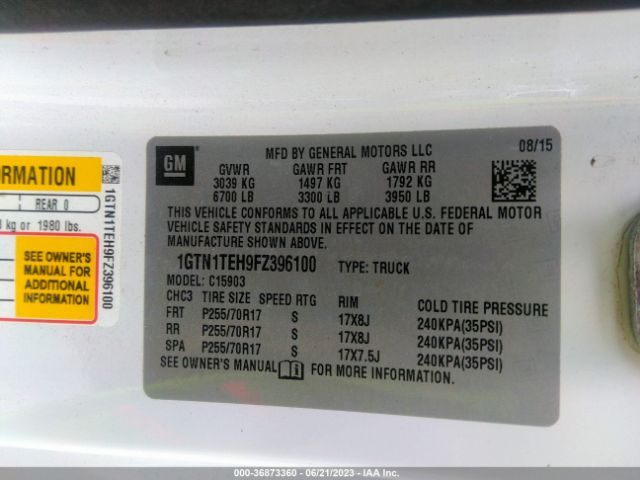 ORMATION
REAR 0
kg or 1980 lbs.
SEE OWNER'S
MANUAL FOR
ADDITIONAL
INFORMATION
1GTN1TEH9FZ396100
GM
MFD BY GENERAL MOTORS LLC
08/15
GVWR GAWR FRT GAWR RR
3039 KG 1497 KG 1792 KG
6700 LB 3300 LB 3950 LB
THIS VEHICLE CONFORMS TO ALL APPLICABLE U.S. FEDERAL MOTOR
VEHICLE SAFETY STANDARDS IN EFFECT ON THE DATE OF
MANUFACTURE SHOWN ABOVE.
1GTN1TEH9FZ396100 TYPE: TRUCK
MODEL: C15903
CHC3 TIRE SIZE SPEED RTG RIM COLD TIRE PRESSURE
FRT P255/70R17 S 17X8J 240KPA(35PSI)
RR P255/70R17 S 17X8J 240KPA(35PSI)
SPA P255/70R17 S 17X7.5J 240KPA(35PSI)
SEE OWNER'S MANUAL i FOR MORE INFORMATION.
000-36873360 - 06/21/2023 - IAA Inc.